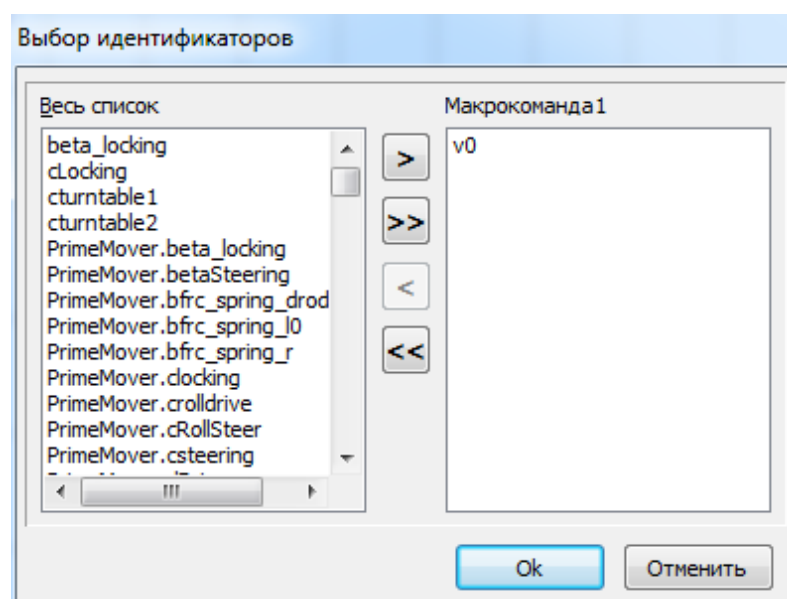 Выбор идентификаторов
Весь список
beta_locking
cLocking
cturntable1
cturntable2
PrimeMover.beta_locking
PrimeMover.betaSteering
PrimeMover.bfrc_spring_drod
PrimeMover.bfrc_spring_l0
PrimeMover.bfrc_spring_r
PrimeMover.clocking
PrimeMover.crolldrive
PrimeMover.cRollSteer
PrimeMover.csteering
>
>>
<
<<
Макрокоманда1
v0
Ok
Отменить